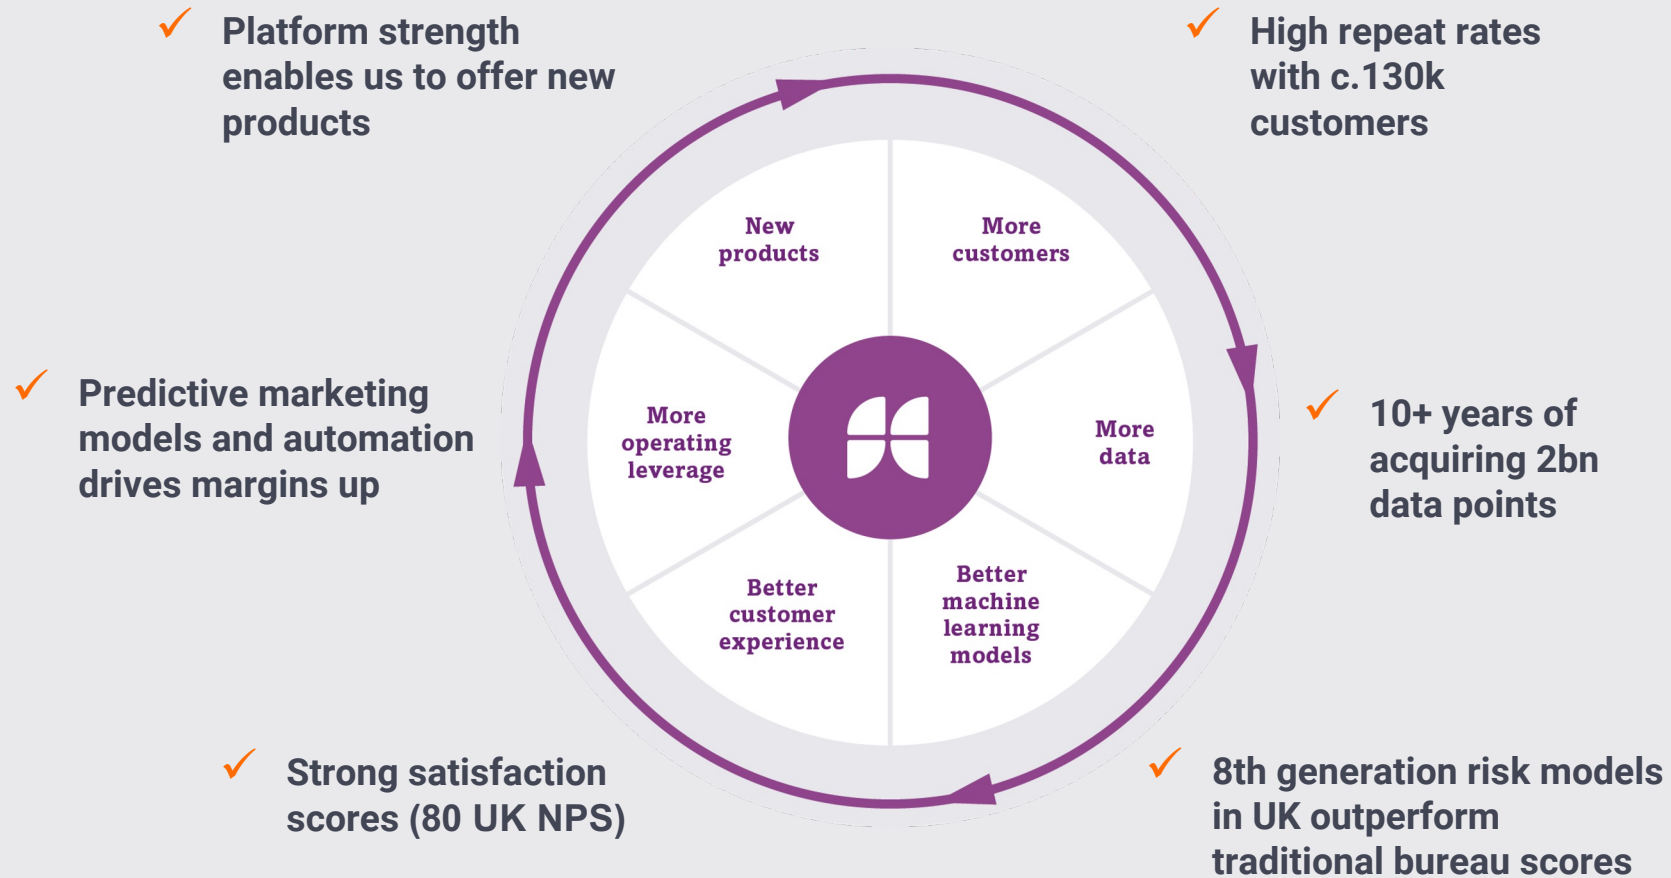 Platform strength
enables us to offer new
products
High repeat rates
with c.130k
customers
New
products
More
customers
Predictive marketing
models and automation
drives margins up
More
operating
leverage
More
data
10+ years of
acquiring 2bn
data points
Better
customer
experience
Better
machine
learning
models
Strong satisfaction
scores (80 UK NPS)
8th generation risk models
in UK outperform
traditional bureau scores